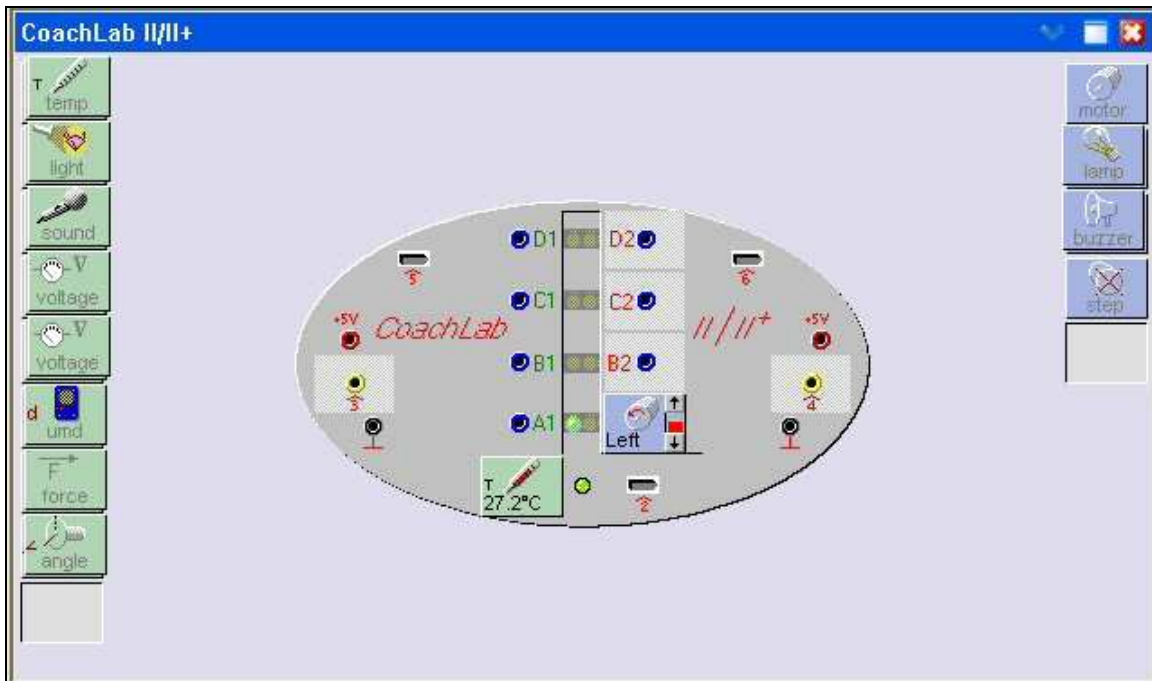 CoachLab II/II+
T
temp
light
sound
V
voltage
V
voltage
d
umd
F
force
angle
motor
lamp
buzzer
step
D1
D2
5
6
C1
C2
+5V
CoachLab
II/II+
+5V
B1
B2
3
4
A1
Left
T
27.2°C
2